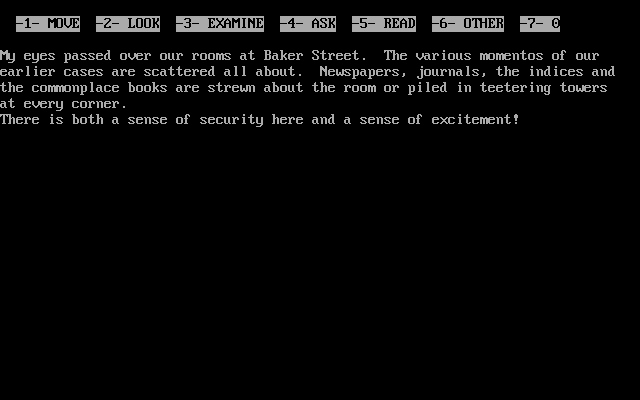 -1- MOVE -2- LOOK -3- EXAMINE -4- ASK -5- READ -6- OTHER -7- 0
My eyes passed over our rooms at Baker Street. The various momentos of our
earlier cases are scattered all about. Newspapers, journals, the indices and
the commonplace books are strewn about the room or piled in teetering towers
at every corner.
There is both a sense of security here and a sense of excitement!